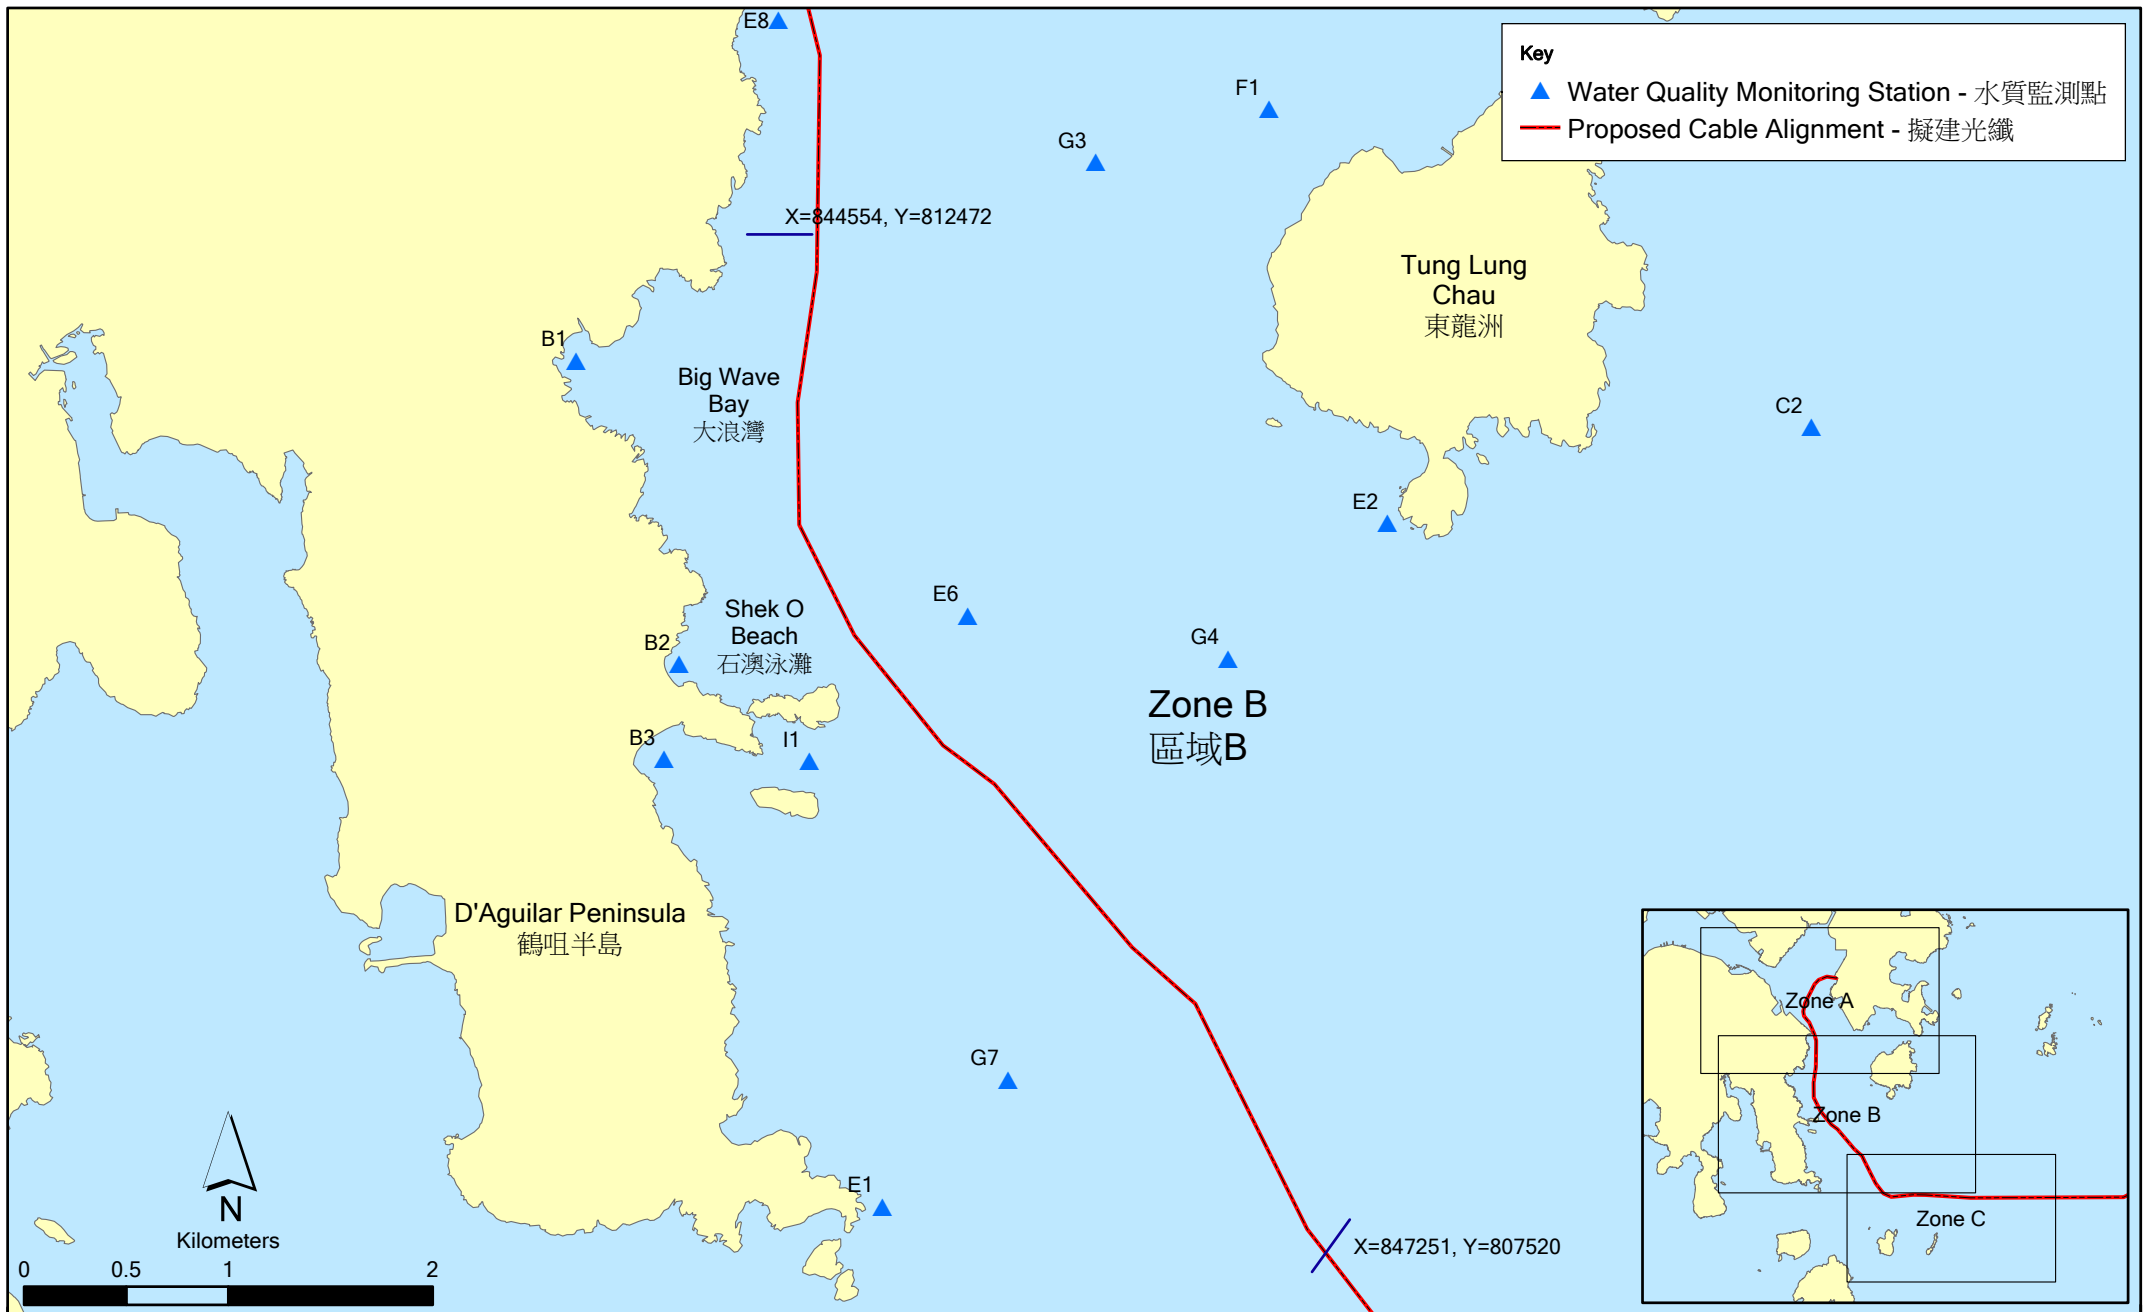 E8
Key
Water Quality Monitoring Station - 水質監測點
Proposed Cable Alignment - 擬建光纖
F1
G3
X=844554, Y=812472
Tung Lung
Chau
東龍洲
B1
Big Wave
Bay
大浪灣
C2
E2
E6
Shek O
Beach
石澳泳灘
B2
G4
Zone B
區域B
B3
I1
D'Aguilar Peninsula
鶴咀半島
G7
E1
X=847251, Y=807520
N
Kilometers
0 0.5 1 2
Zone A
Zone B
Zone C